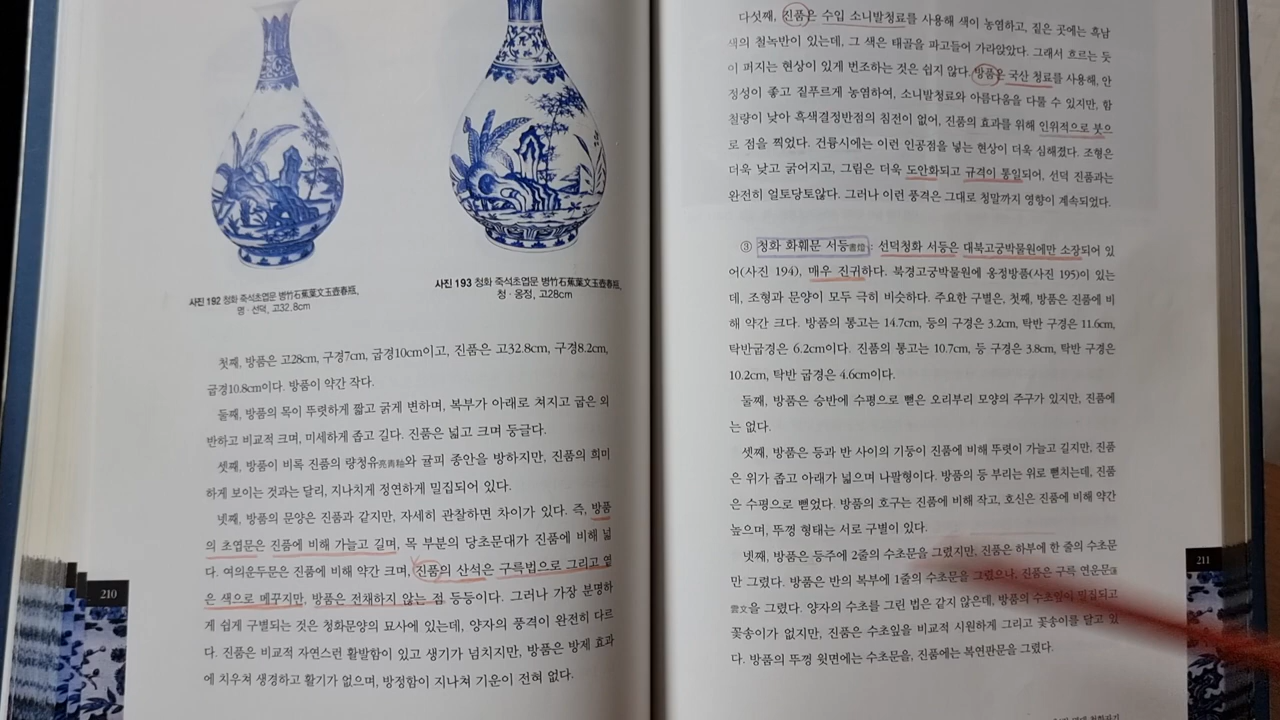 사진 192 청화 죽석초엽문 병竹石蕉葉文玉壺春瓶,
명·선덕, 고32.8cm
사진 193 청화 죽석초엽문 병竹石蕉葉文玉壺春瓶,
청·옹정, 고28cm
첫째, 방품은 고28cm, 구경7cm, 굽경10cm이고, 진품은 고32.8cm, 구경8.2cm,
굽경10.8cm이다. 방품이 약간 작다.
둘째, 방품의 목이 뚜렷하게 짧고 굵게 변하며, 복부가 아래로 쳐지고 굽은 외
반하고 비교적 크며, 미세하게 좁고 길다. 진품은 넓고 크며 둥글다.
셋째, 방품이 비록 진품의 량청유亮靑釉와 귤피 종안을 방하지만, 진품의 희미
하게 보이는 것과는 달리, 지나치게 정연하게 밀집되어 있다.
넷째, 방품의 문양은 진품과 같지만, 자세히 관찰하면 차이가 있다. 즉, 방품
의 초엽문은 진품에 비해 가늘고 길며, 목 부분의 당초문대가 진품에 비해 넓
다. 여의운두문은 진품에 비해 약간 크며, 진품의 산석은 구륵법으로 그리고 옅
은 색으로 메꾸지만, 방품은 전채하지 않는 점 등등이다. 그러나 가장 분명하
게 쉽게 구별되는 것은 청화문양의 묘사에 있는데, 양자의 풍격이 완전히 다르
다. 진품은 비교적 자연스런 활발함이 있고 생기가 넘치지만, 방품은 방제 효과
에 치우쳐 생경하고 활기가 없으며, 방정함이 지나쳐 기운이 전혀 없다.
210
다섯째, 진품은 수입 소니발청료를 사용해 색이 농염하고, 짙은 곳에는 흑남
색의 철녹반이 있는데, 그 색은 태골을 파고들어 가라앉았다. 그래서 흐르는 듯
이 퍼지는 현상이 있게 번조하는 것은 쉽지 않다. 방품은 국산 청료를 사용해, 안
정성이 좋고 짙푸르게 농염하여, 소니발청료와 아름다움을 다툴 수 있지만, 함
철량이 낮아 흑색결정반점의 침전이 없어, 진품의 효과를 위해 인위적으로 붓으
로 점을 찍었다. 건륭시에는 이런 인공점을 넣는 현상이 더욱 심해졌다. 조형은
더욱 낮고 굵어지고, 그림은 더욱 도안화되고 규격이 통일되어, 선덕 진품과는
완전히 얼토당토않다. 그러나 이런 풍격은 그대로 청말까지 영향이 계속되었다.
③ 청화 화훼문 서등書燈: 선덕청화 서등은 대북고궁박물원에만 소장되어 있
어(사진 194), 매우 진귀하다. 북경고궁박물원에 옹정방품(사진 195)이 있는
데, 조형과 문양이 모두 극히 비슷하다. 주요한 구별은, 첫째, 방품은 진품에 비
해 약간 크다. 방품의 통고는 14.7cm, 등의 구경은 3.2cm, 탁반 구경은 11.6cm,
탁반굽경은 6.2cm이다. 진품의 통고는 10.7cm, 등 구경은 3.8cm, 탁반 구경은
10.2cm, 탁반 굽경은 4.6cm이다.
둘째, 방품은 승반에 수평으로 뻗은 오리부리 모양의 주구가 있지만, 진품에
는 없다.
셋째, 방품은 등과 반 사이의 기둥이 진품에 비해 뚜렷이 가늘고 길지만, 진품
은 위가 좁고 아래가 넓으며 나팔형이다. 방품의 등 부리는 위로 뻗치는데, 진품
은 수평으로 뻗었다. 방품의 호구는 진품에 비해 작고, 호신은 진품에 비해 약간
높으며, 뚜껑 형태는 서로 구별이 있다.
넷째, 방품은 등주에 2줄의 수초문을 그렸지만, 진품은 하부에 한 줄의 수초문
만 그렸다. 방품은 반의 복부에 1줄의 수초문을 그렸으나, 진품은 구륵 연운문蓮
雲文을 그렸다. 양자의 수초를 그린 법은 같지 않은데, 방품의 수초잎이 밀집되고
꽃송이가 없지만, 진품은 수초잎을 비교적 시원하게 그리고 꽃송이를 달고 있
다. 방품의 뚜껑 윗면에는 수초문을, 진품에는 복연판문을 그렸다.
211